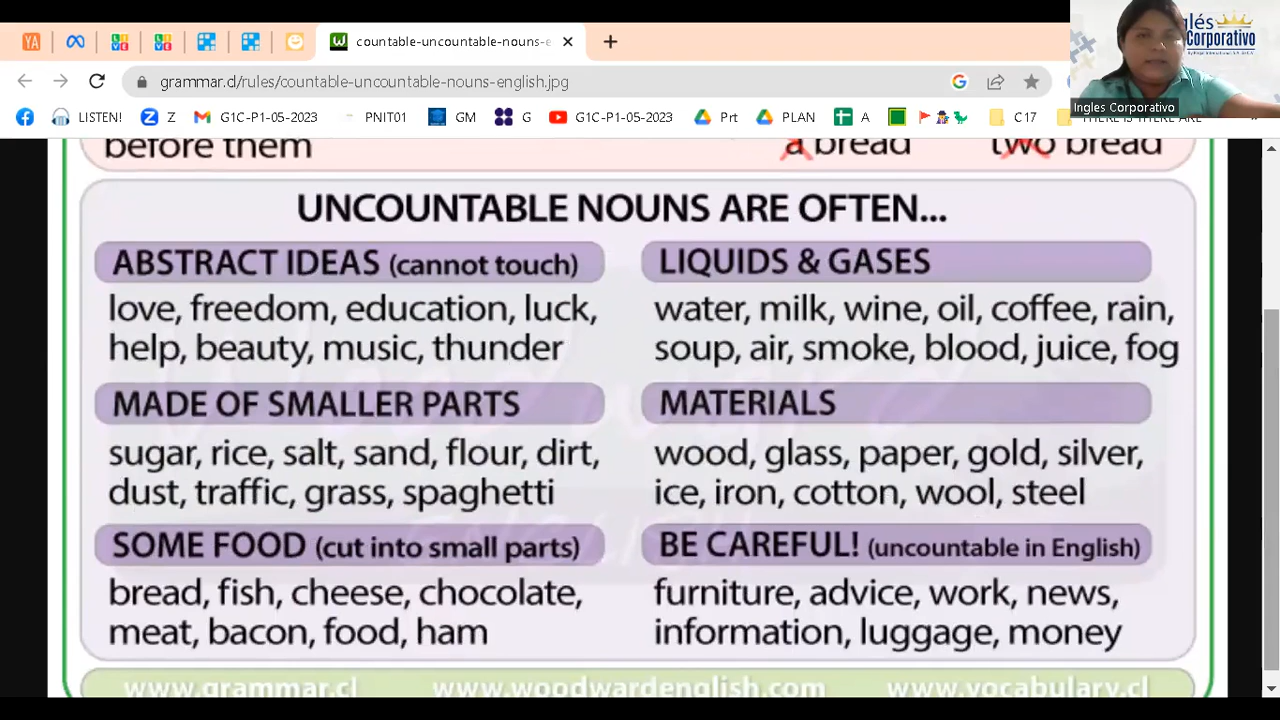 YA
countable-uncountable-nouns-e
grammar.cl/rules/countable-uncountable-nouns-english.jpg
LISTEN!
Z
G1C-P1-05-2023
PNIT01
GM
G
G1C-P1-05-2023
Prt
PLAN
A
C17
THERE IS THERE ARE
glés
Corporativo
Ingles Corporativo
before them
a bread
two bread
UNCOUNTABLE NOUNS ARE OFTEN...
ABSTRACT IDEAS (cannot touch)
love, freedom, education, luck,
help, beauty, music, thunder
LIQUIDS & GASES
water, milk, wine, oil, coffee, rain,
soup, air, smoke, blood, juice, fog
MADE OF SMALLER PARTS
sugar, rice, salt, sand, flour, dirt,
dust, traffic, grass, spaghetti
MATERIALS
wood, glass, paper, gold, silver,
ice, iron, cotton, wool, steel
SOME FOOD (cut into small parts)
bread, fish, cheese, chocolate,
meat, bacon, food, ham
BE CAREFUL! (uncountable in English)
furniture, advice, work, news,
information, luggage, money
www.grammar.cl
www.woodwardenglish.com
www.vocabulary.cl